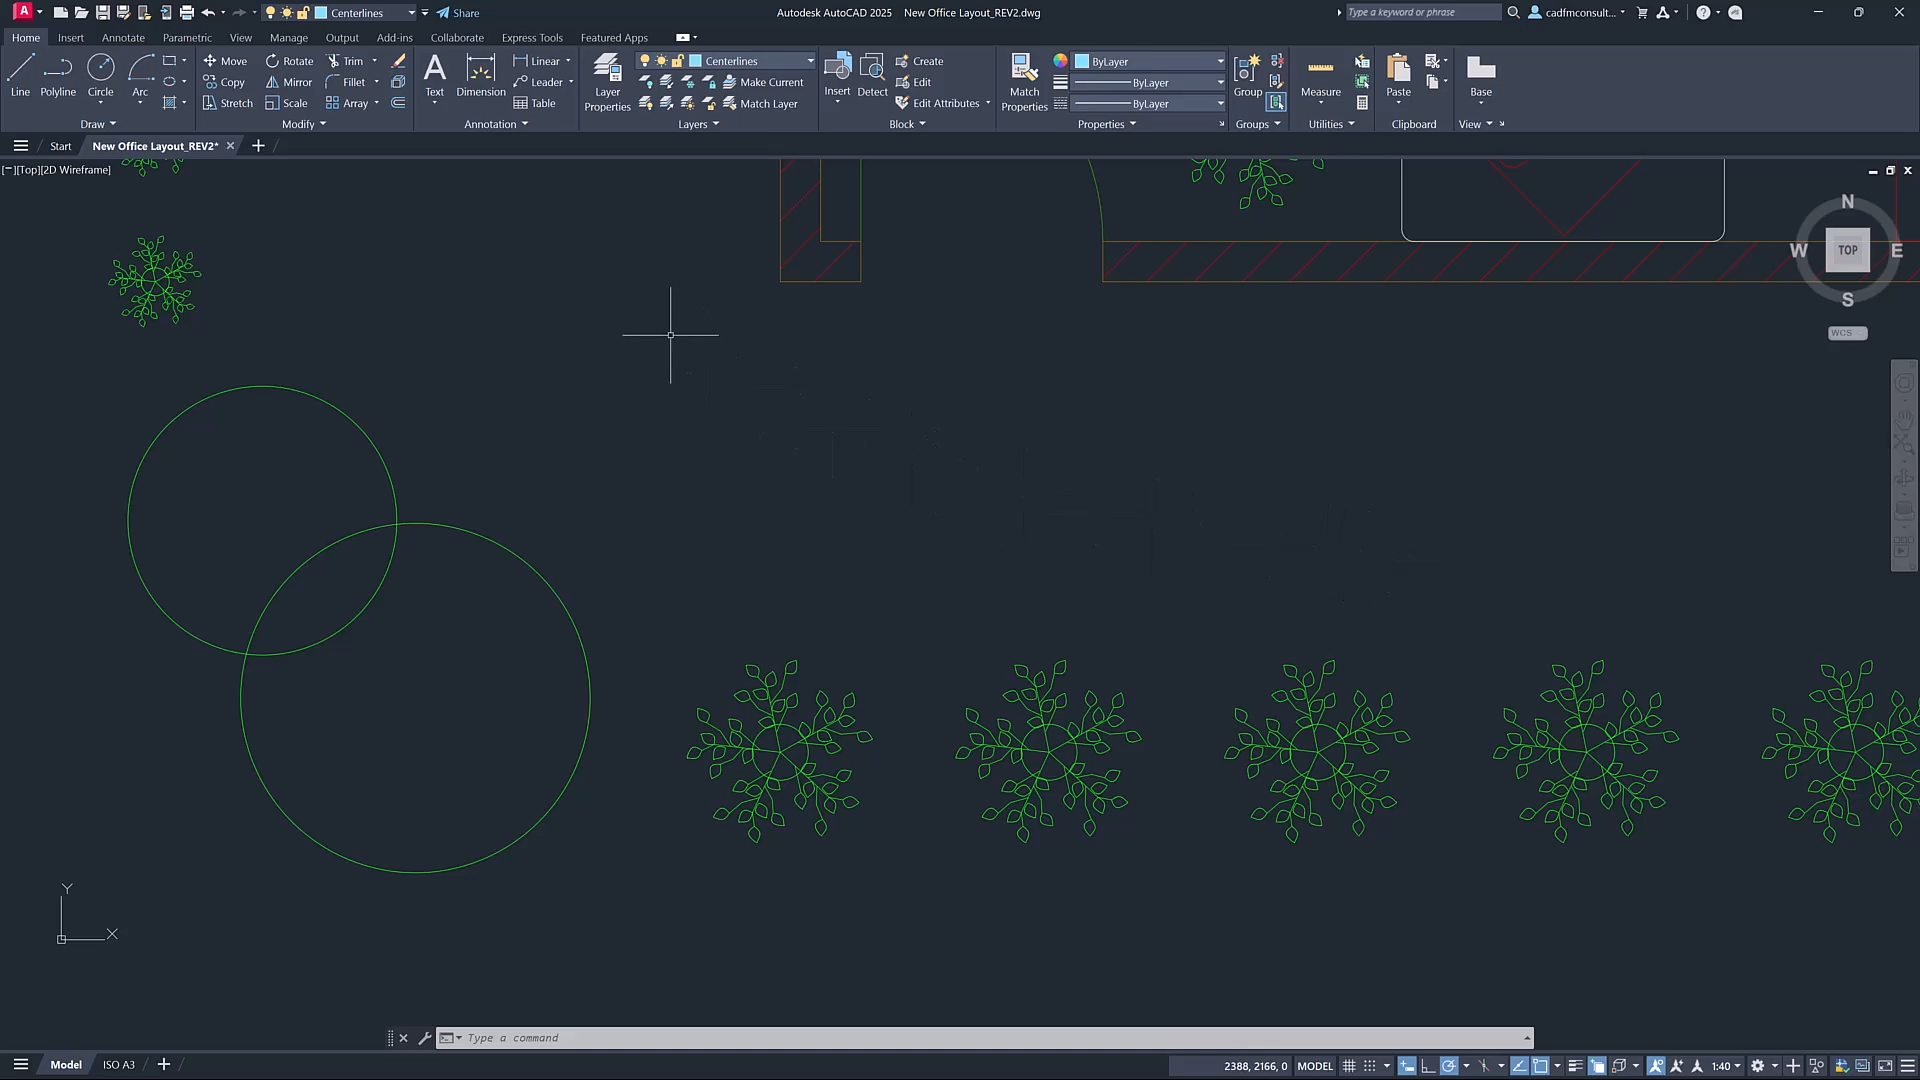 Centerlines
Share
Autodesk AutoCAD 2025 New Office Layout_REV2.dwg
Type a keyword or phrase
cadfmconsult...
Home Insert Annotate Parametric View Manage Output Add-ins Collaborate Express Tools Featured Apps
Line Polyline Circle Arc
Move Rotate Trim
Copy Mirror Fillet
Stretch Scale Array
Text Dimension
Linear
Leader
Table
Layer Properties
Centerlines
Make Current
Match Layer
Insert Detect
Create
Edit
Edit Attributes
Match Properties
ByLayer
ByLayer
ByLayer
Group
Measure
Paste
Base
Draw Modify Annotation Layers Block Properties Groups Utilities Clipboard View
Start New Office Layout_REV2*
[−][Top][2D Wireframe]
N
W TOP E
S
WCS
Y
X
Type a command
Model ISO A3
2388, 2166, 0 MODEL 1:40